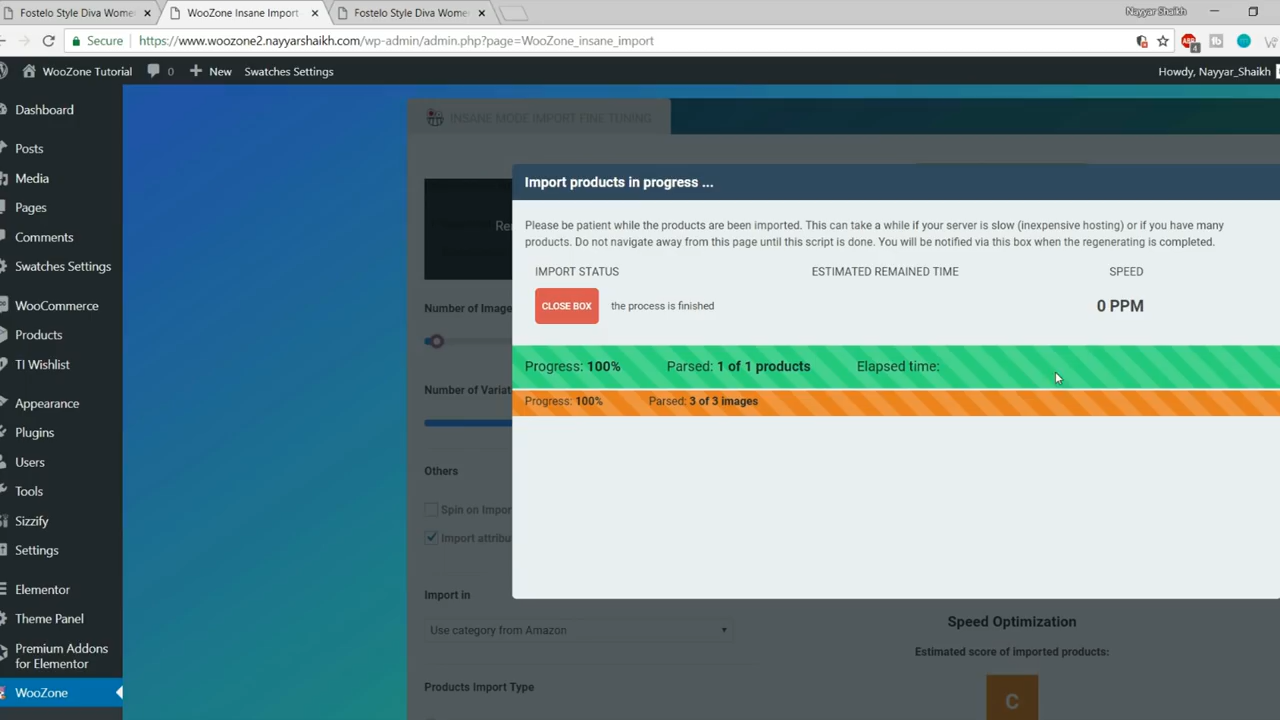 Fostelo Style Diva Wome
WooZone Insane Import
Fostelo Style Diva Wome
Nayyar Shaikh
Secure
https://www.woozone2.nayyarshaikh.com/wp-admin/admin.php?page=WooZone_insane_import
4
WooZone Tutorial
0
New
Swatches Settings
Howdy, Nayyar_Shaikh
Dashboard
Posts
Media
Pages
Comments
Swatches Settings
WooCommerce
Products
TI Wishlist
Appearance
Plugins
Users
Tools
Sizzify
Settings
Elementor
Theme Panel
Premium Addons
for Elementor
WooZone
INSANE MODE IMPORT FINE TUNING
Re
Number of Image
Number of Variat
Others
Spin on Impor
Import attribu
Import in
Use category from Amazon
Products Import Type
Import products in progress ...
Please be patient while the products are been imported. This can take a while if your server is slow (inexpensive hosting) or if you have many
products. Do not navigate away from this page until this script is done. You will be notified via this box when the regenerating is completed.
IMPORT STATUS
ESTIMATED REMAINED TIME
SPEED
CLOSE BOX
the process is finished
0 PPM
Progress: 100%
Parsed: 1 of 1 products
Elapsed time:
Progress: 100%
Parsed: 3 of 3 images
Speed Optimization
Estimated score of imported products:
C